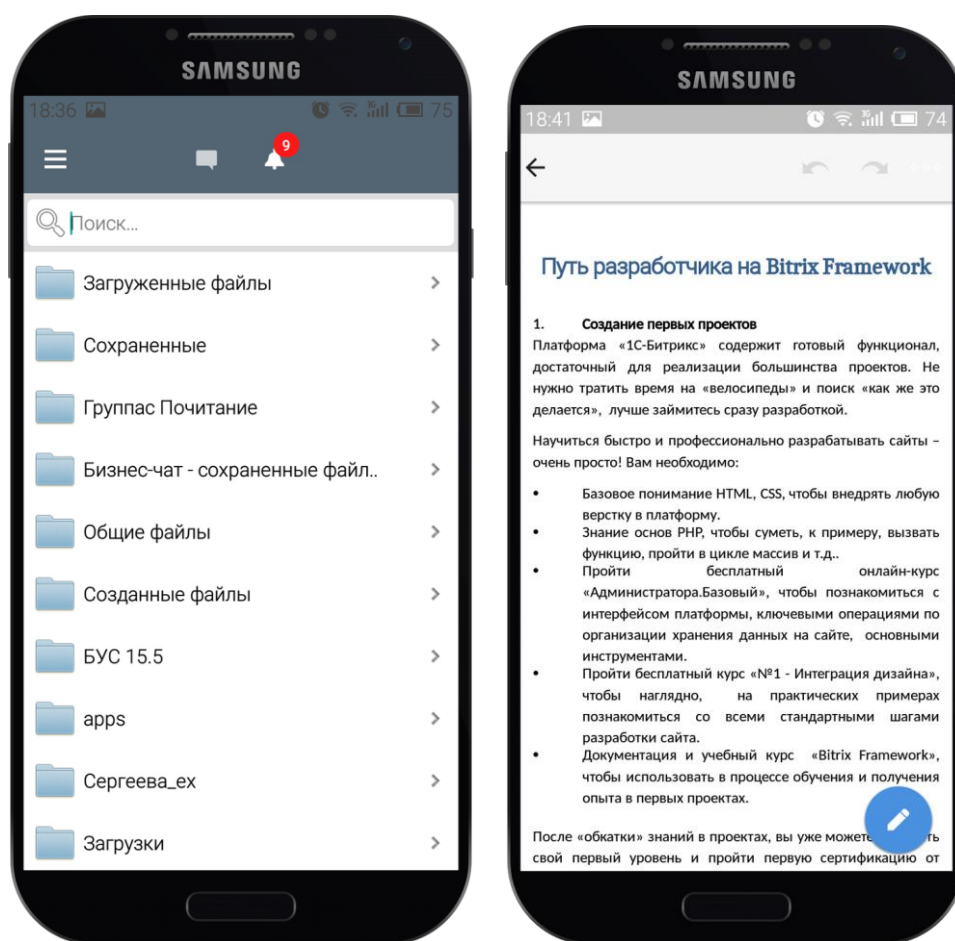 SAMSUNG
18:36
3G
75
9
Поиск...
Загруженные файлы
Сохраненные
Группас Почитание
Бизнес-чат - сохраненные файл..
Общие файлы
Созданные файлы
БУС 15.5
apps
Сергеева_ex
Загрузки
SAMSUNG
18:41
3G
74
Путь разработчика на Bitrix Framework
1. Создание первых проектов
Платформа «1С-Битрикс» содержит готовый функционал,
достаточный для реализации большинства проектов. Не
нужно тратить время на «велосипеды» и поиск «как же это
делается», лучше займитесь сразу разработкой.
Научиться быстро и профессионально разрабатывать сайты –
очень просто! Вам необходимо:
• Базовое понимание HTML, CSS, чтобы внедрять любую
верстку в платформу.
• Знание основ PHP, чтобы суметь, к примеру, вызвать
функцию, пройти в цикле массив и т.д..
• Пройти бесплатный онлайн-курс
«Администратора.Базовый», чтобы познакомиться с
интерфейсом платформы, ключевыми операциями по
организации хранения данных на сайте, основными
инструментами.
• Пройти бесплатный курс «№1 - Интеграция дизайна»,
чтобы наглядно, на практических примерах
познакомиться со всеми стандартными шагами
разработки сайта.
• Документация и учебный курс «Bitrix Framework»,
чтобы использовать в процессе обучения и получения
опыта в первых проектах.
После «обкатки» знаний в проектах, вы уже можете
свой первый уровень и пройти первую сертификацию от